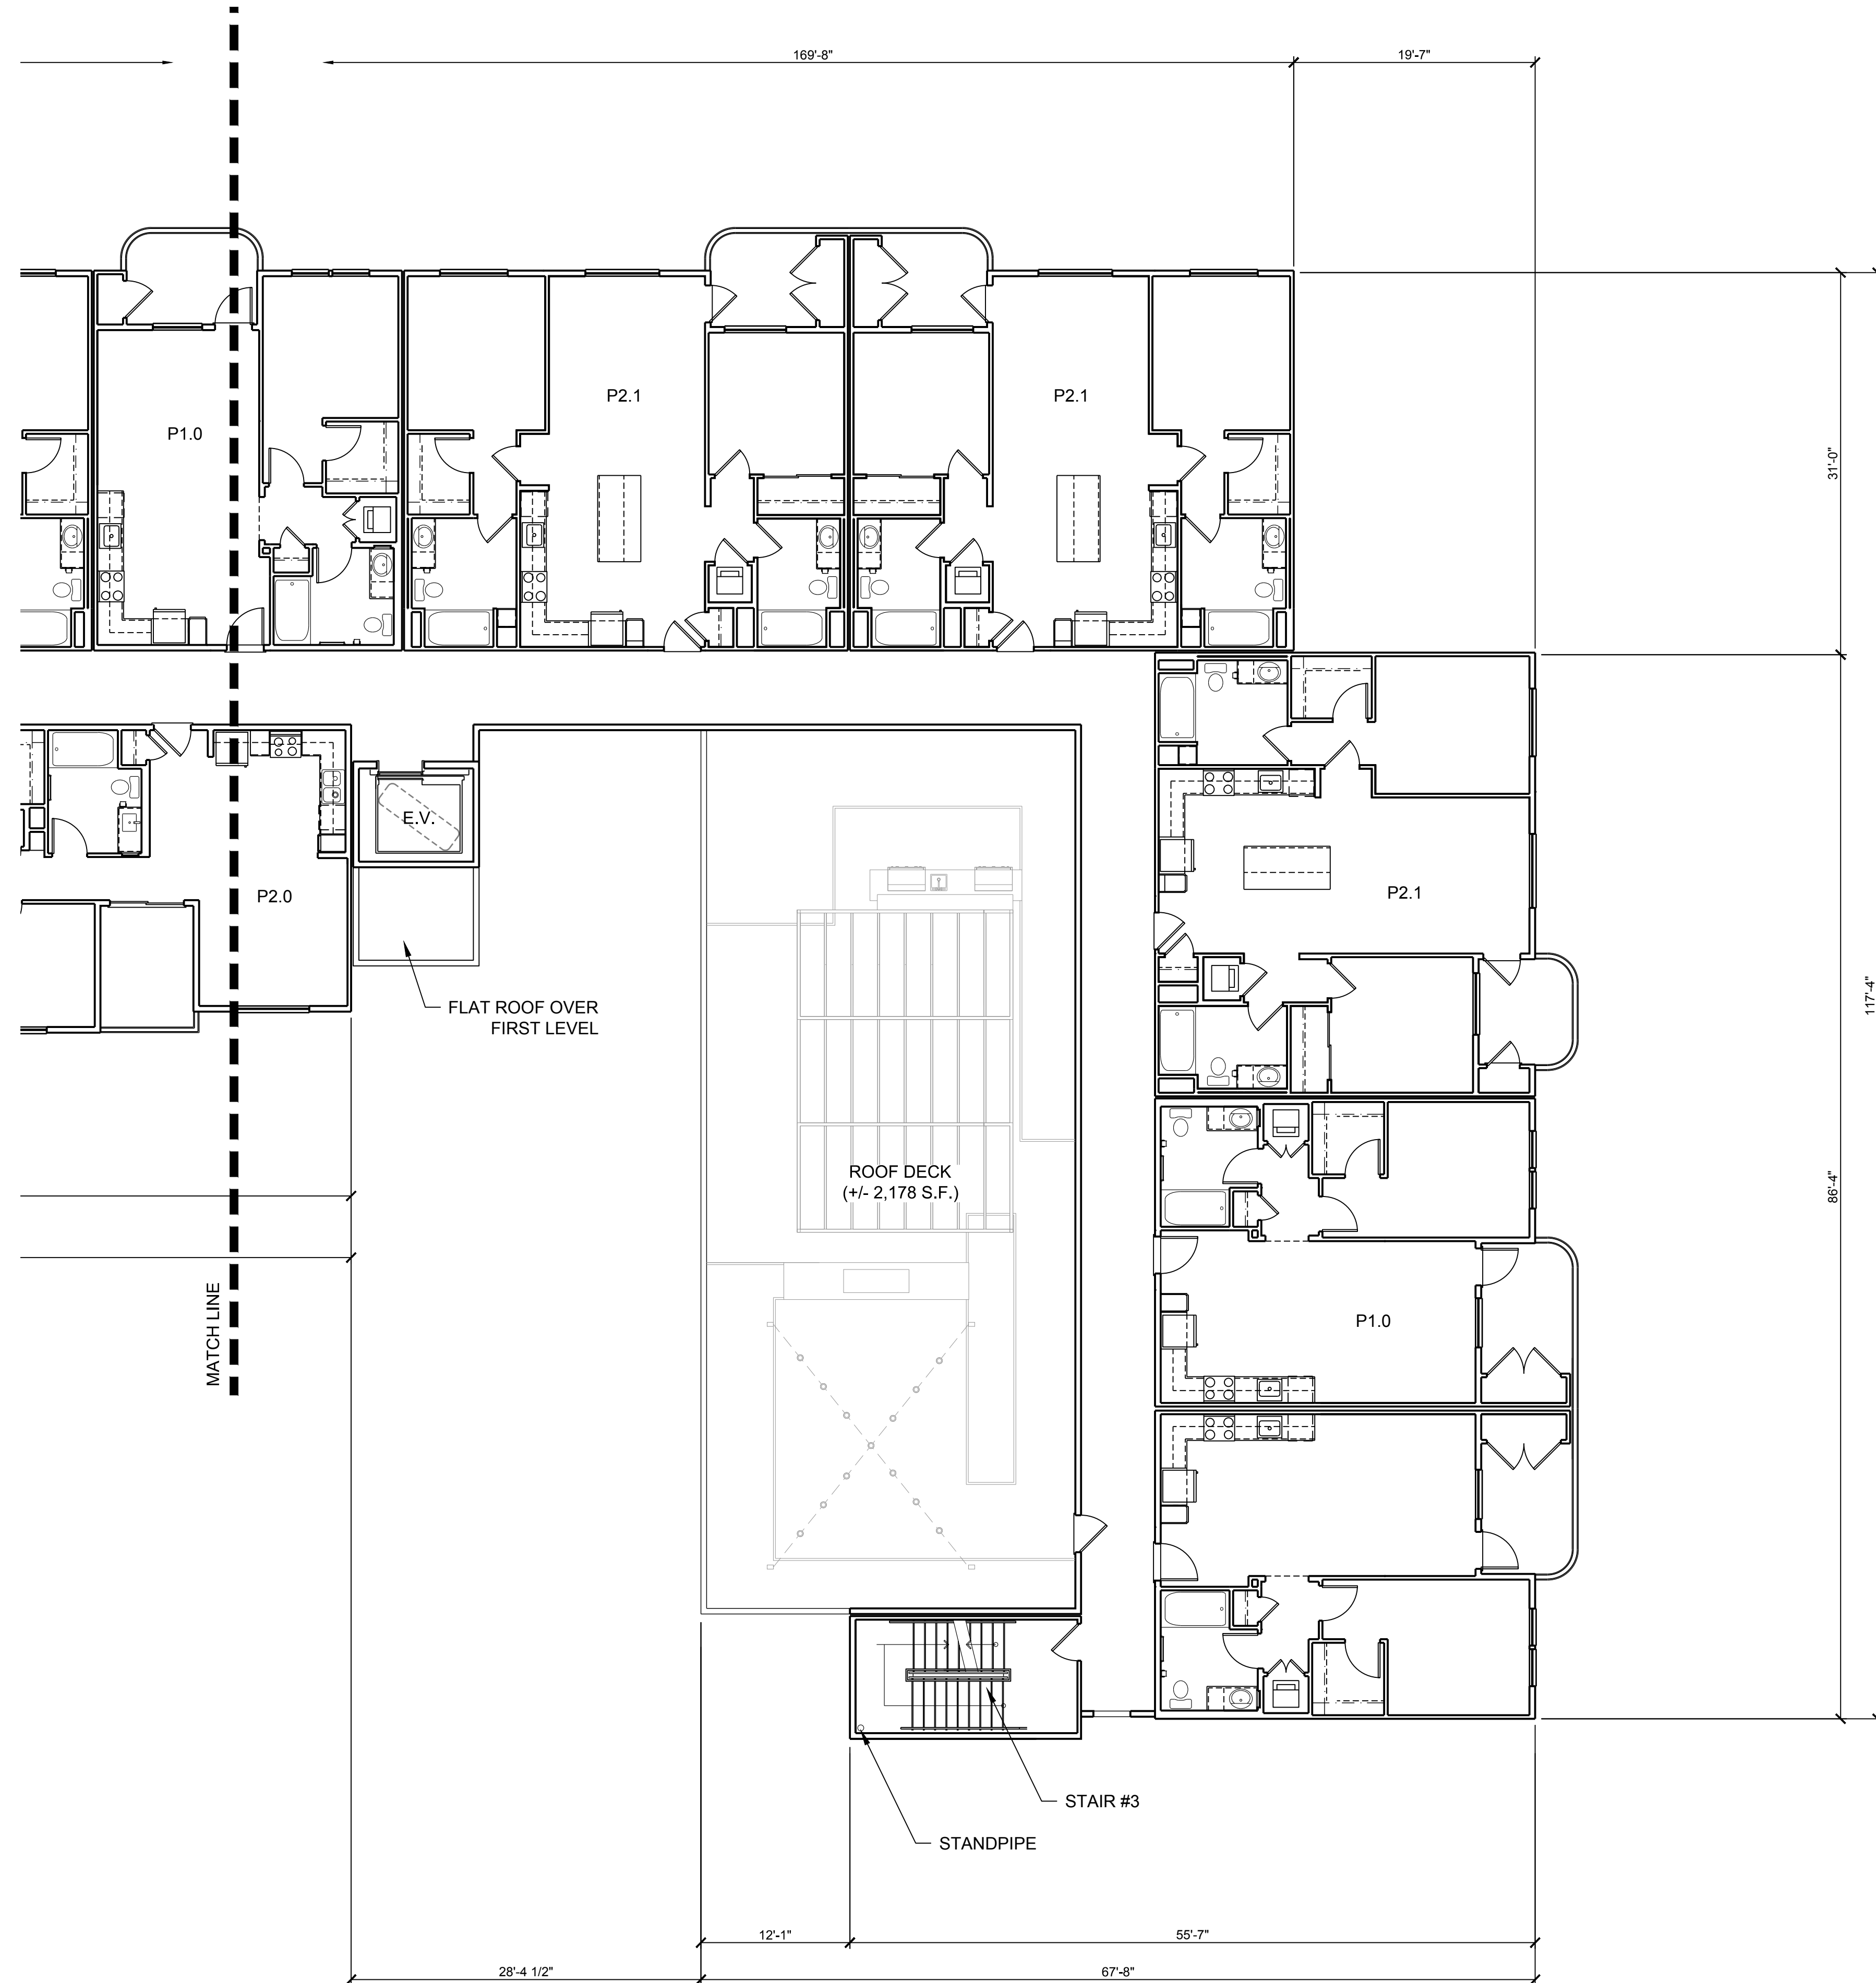 169'-8"
19'-7"
P2.1
P2.1
P1.0
31'-0"
E.V.
P2.0
P2.1
FLAT ROOF OVER
FIRST LEVEL
117'-4"
ROOF DECK
(+/- 2,178 S.F.)
86'-4"
MATCH LINE
P1.0
STAIR #3
STANDPIPE
12'-1"
55'-7"
28'-4 1/2"
67'-8"